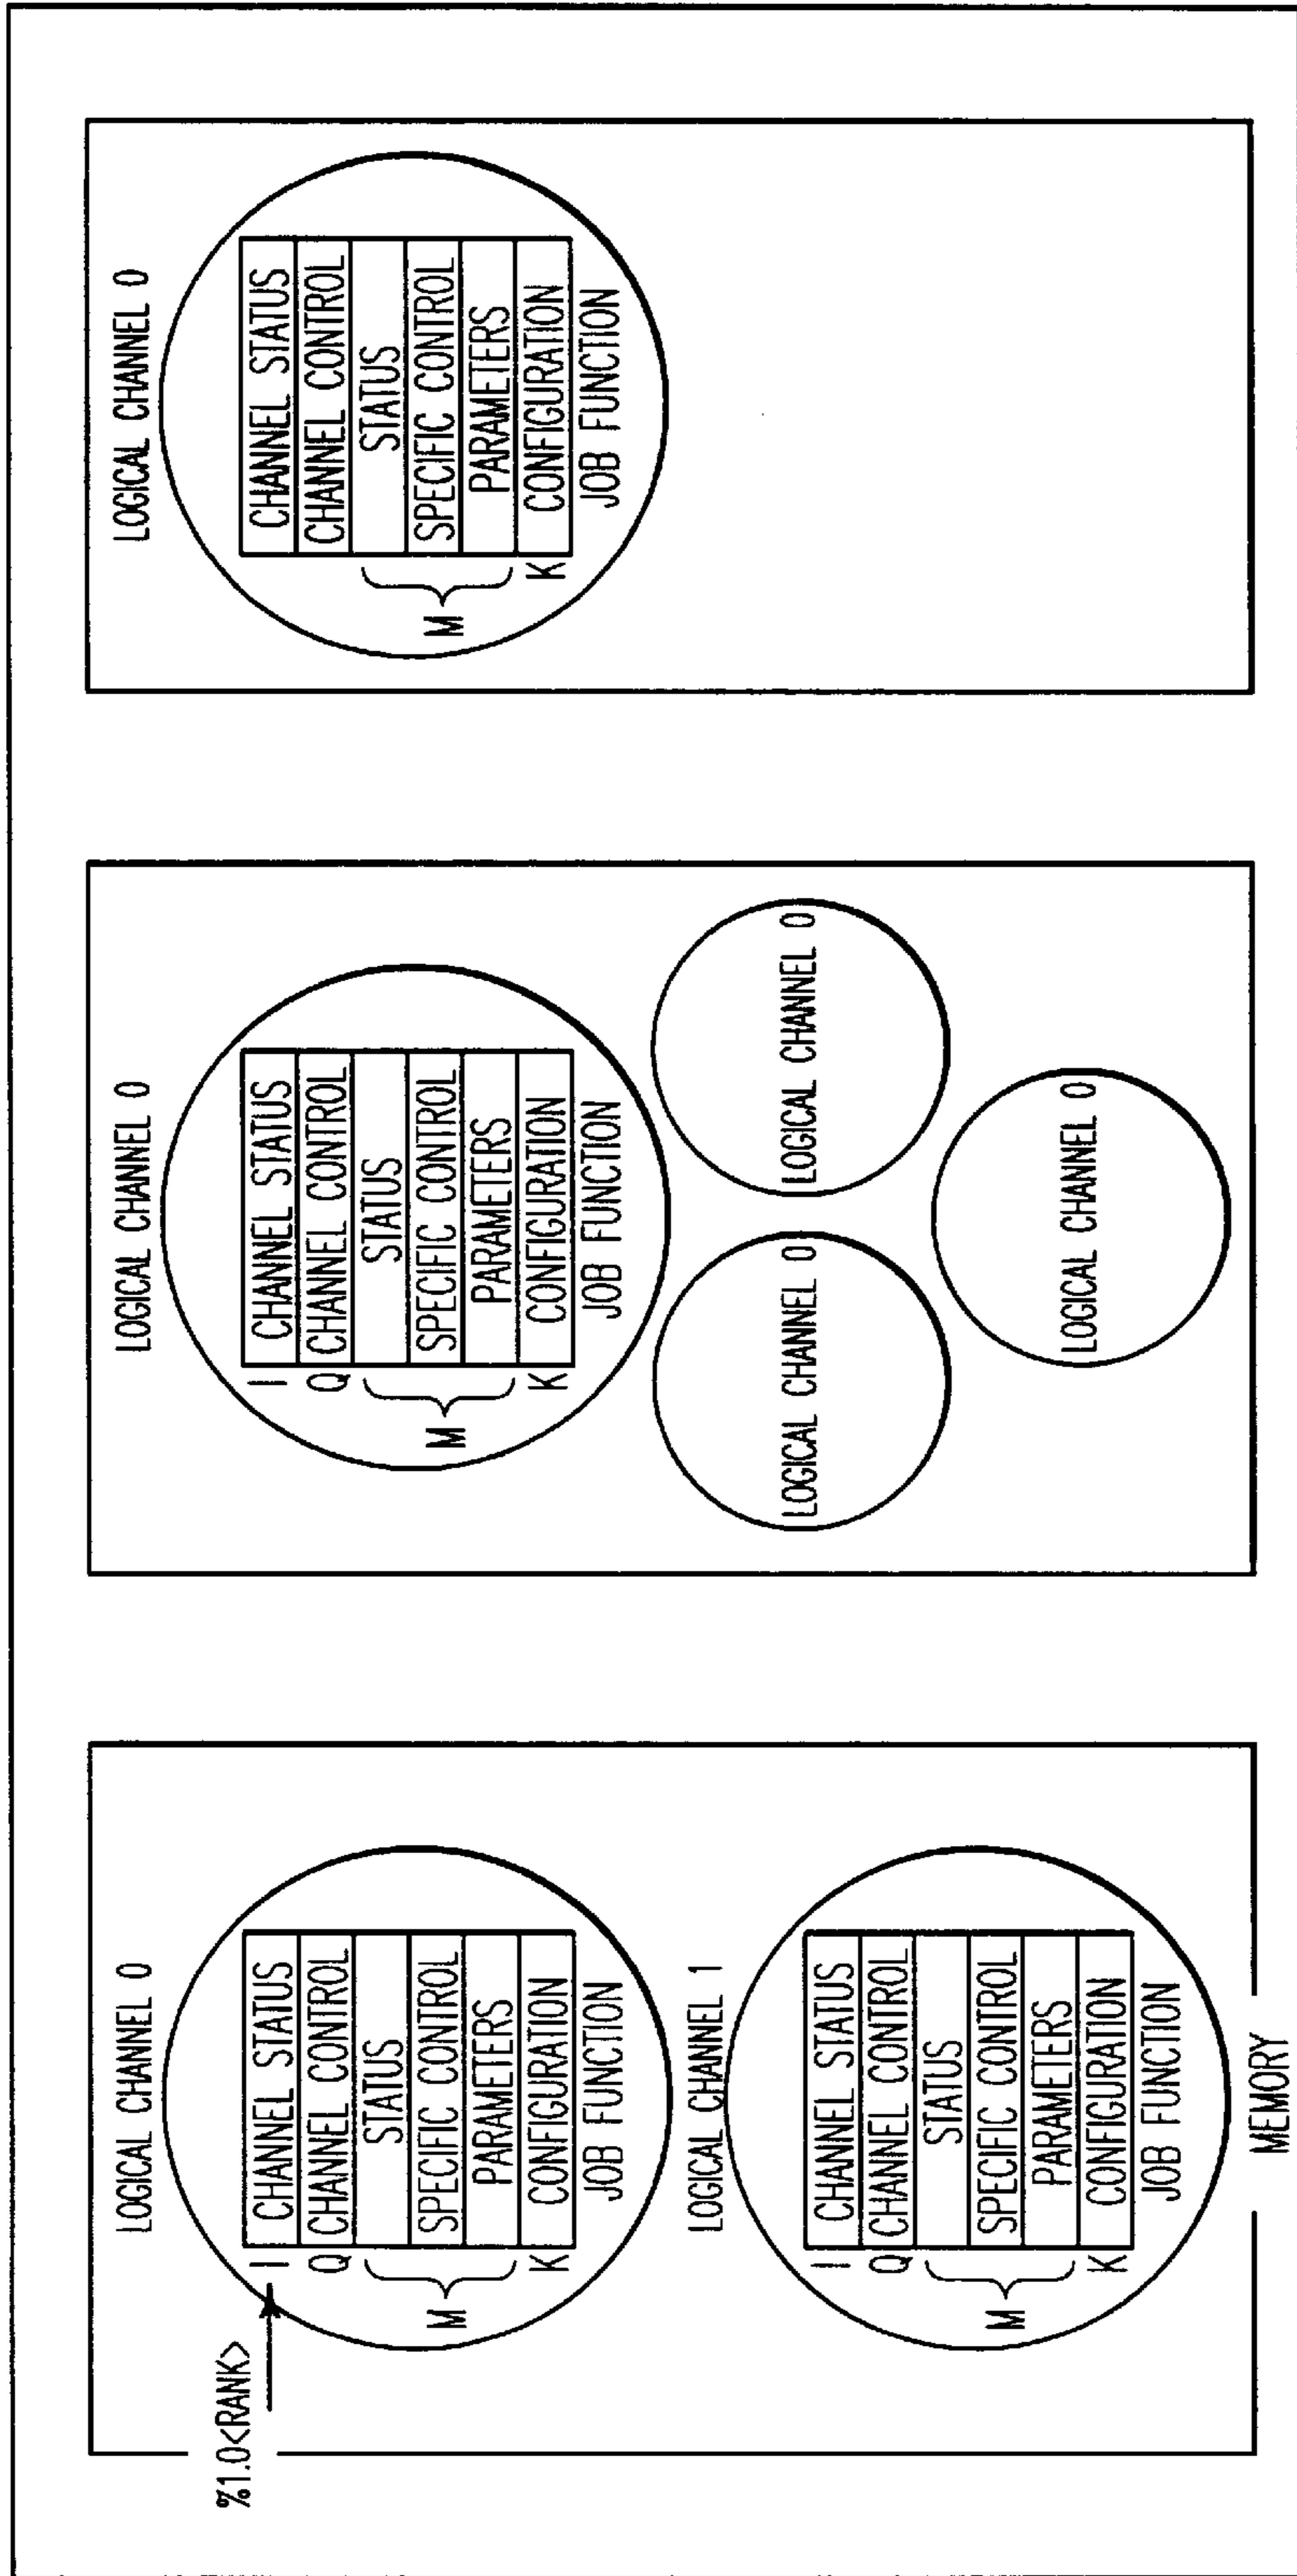 LOGICAL CHANNEL 0
%1.0<RANK>
I CHANNEL STATUS
Q CHANNEL CONTROL
STATUS
M SPECIFIC CONTROL
PARAMETERS
K CONFIGURATION
JOB FUNCTION
LOGICAL CHANNEL 1
I CHANNEL STATUS
Q CHANNEL CONTROL
STATUS
M SPECIFIC CONTROL
PARAMETERS
K CONFIGURATION
JOB FUNCTION
MEMORY
LOGICAL CHANNEL 0
I CHANNEL STATUS
Q CHANNEL CONTROL
STATUS
M SPECIFIC CONTROL
PARAMETERS
K CONFIGURATION
JOB FUNCTION
LOGICAL CHANNEL 0
LOGICAL CHANNEL 0
LOGICAL CHANNEL 0
LOGICAL CHANNEL 0
CHANNEL STATUS
CHANNEL CONTROL
STATUS
M SPECIFIC CONTROL
PARAMETERS
K CONFIGURATION
JOB FUNCTION